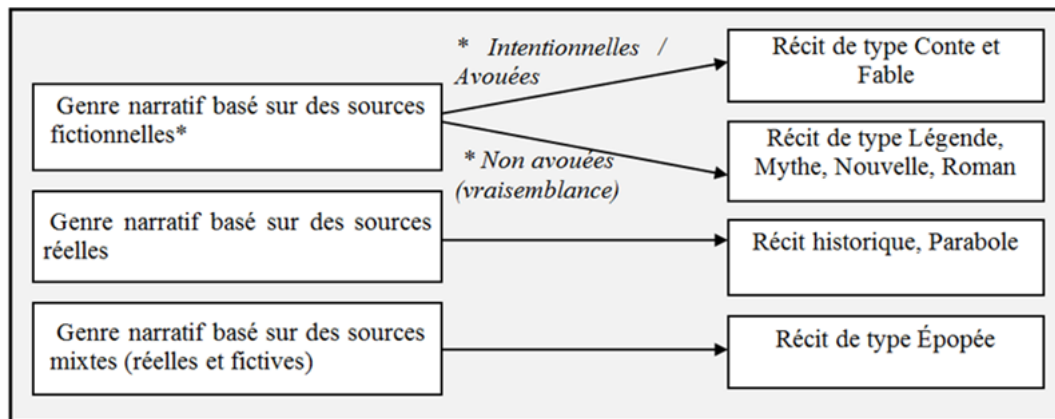 * Intentionnelles /
Avouées
Récit de type Conte et
Fable
Genre narratif basé sur des sources
fictionnelles*
* Non avouées
(vraisemblance)
Récit de type Légende,
Mythe, Nouvelle, Roman
Genre narratif basé sur des sources
réelles
Récit historique, Parabole
Genre narratif basé sur des sources
mixtes (réelles et fictives)
Récit de type Épopée